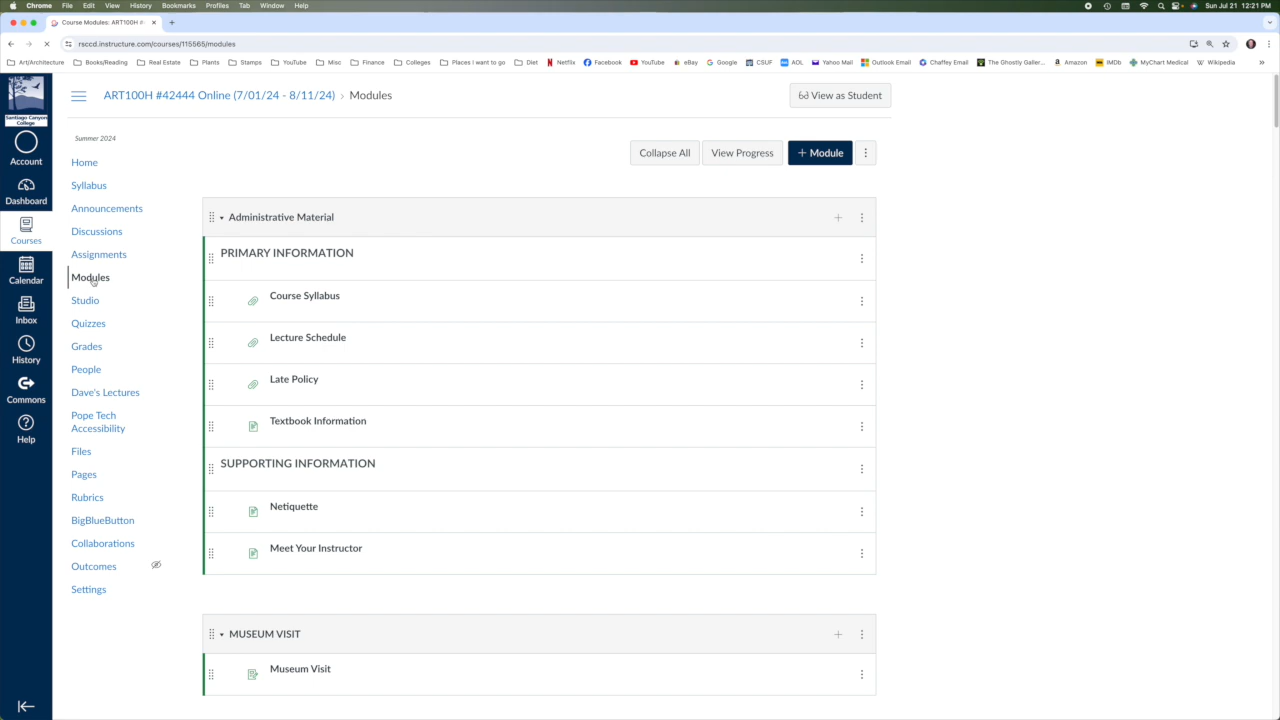 Chrome File Edit View History Bookmarks Profiles Tab Window Help Sun Jul 21 12:21 PM
Course Modules: ART100H #
rsccd.instructure.com/courses/115565/modules
Art/Architecture Books/Reading Real Estate Plants Stamps YouTube Misc Finance Colleges Places I want to go Diet Netflix Facebook YouTube eBay Google CSUF AOL Yahoo Mail Outlook Email Chaffey Email The Ghostly Galler... Amazon IMDb MyChart Medical Wikipedia
Santiago Canyon
College
Account
Dashboard
Courses
Calendar
Inbox
History
Commons
Help
ART100H #42444 Online (7/01/24 - 8/11/24) › Modules
View as Student
Summer 2024
Home
Syllabus
Announcements
Discussions
Assignments
Modules
Studio
Quizzes
Grades
People
Dave's Lectures
Pope Tech
Accessibility
Files
Pages
Rubrics
BigBlueButton
Collaborations
Outcomes
Settings
Collapse All View Progress + Module
Administrative Material
PRIMARY INFORMATION
Course Syllabus
Lecture Schedule
Late Policy
Textbook Information
SUPPORTING INFORMATION
Netiquette
Meet Your Instructor
MUSEUM VISIT
Museum Visit